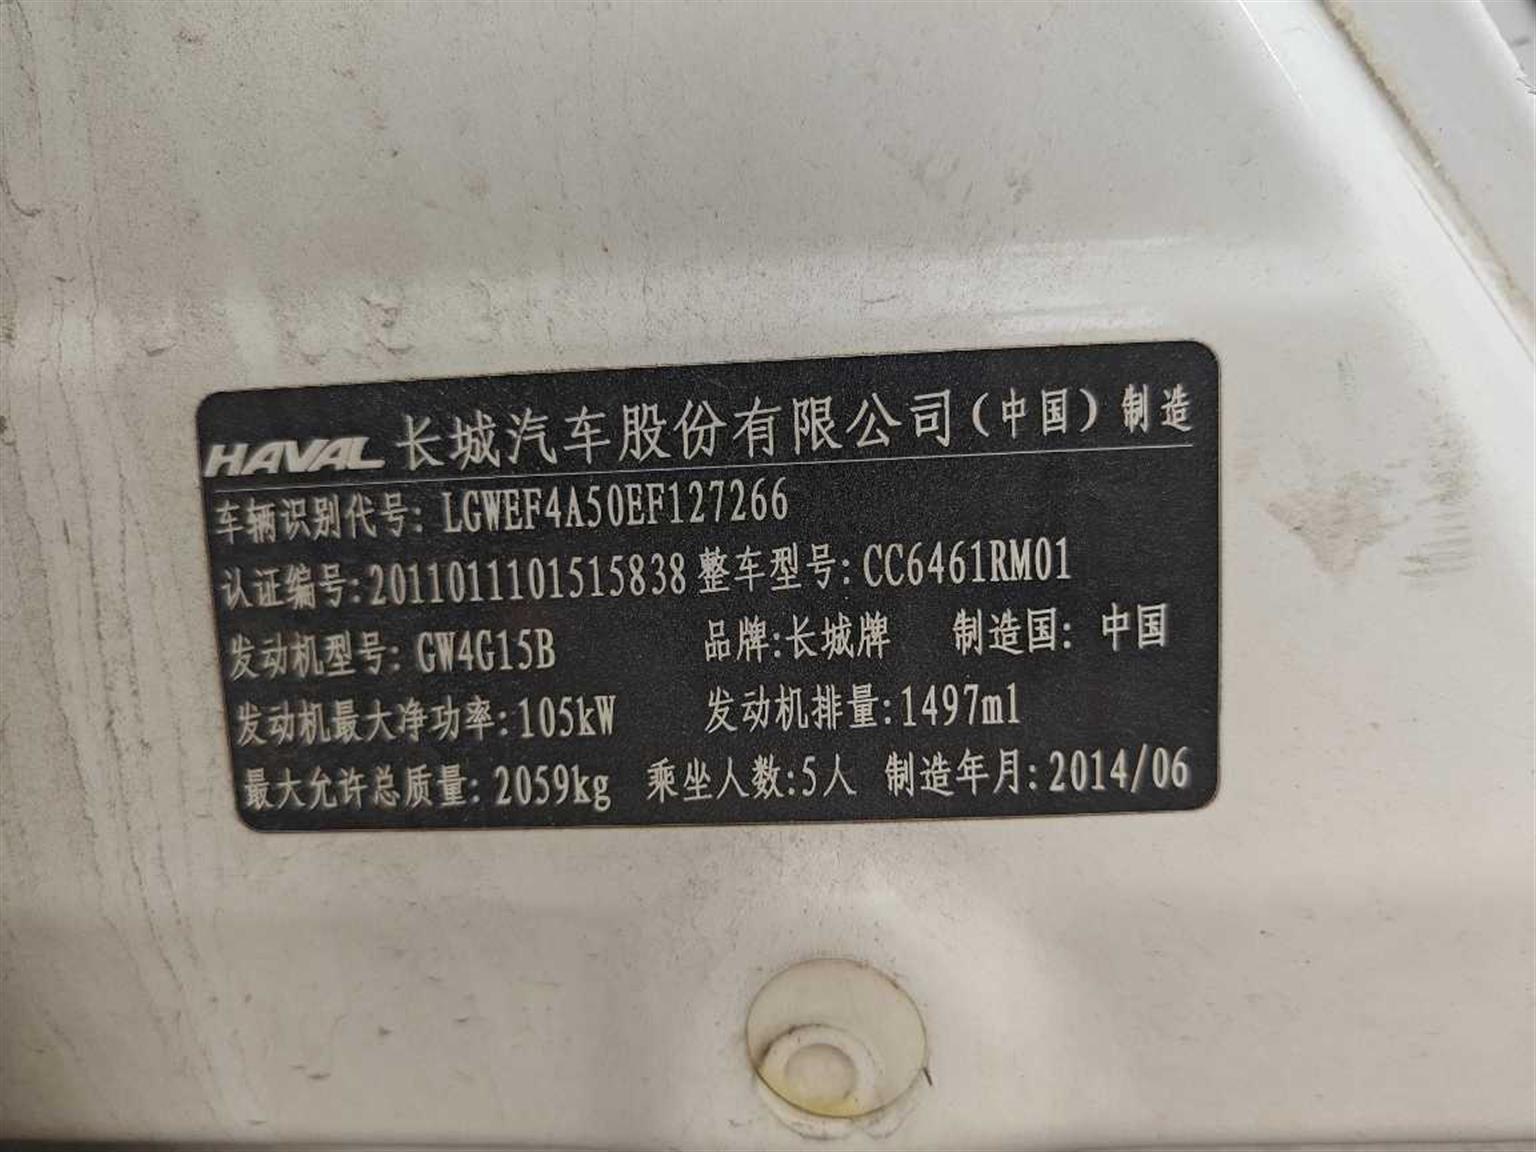 HAVAL 长城汽车股份有限公司（中国）制造
车辆识别代号: LGWEF4A50EF127266
认证编号:2011011101515838 整车型号:CC6461RM01
发动机型号: GW4G15B 品牌:长城牌 制造国: 中国
发动机最大净功率:105kW 发动机排量:1497ml
最大允许总质量: 2059kg 乘坐人数:5人 制造年月:2014/06